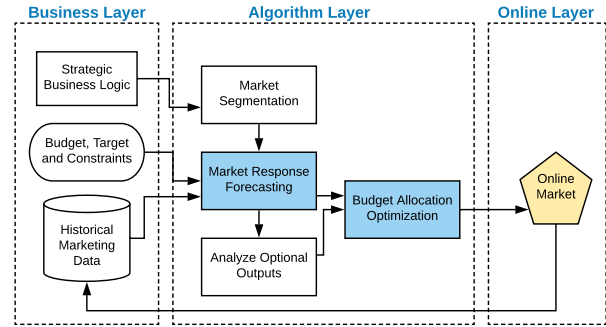 Business Layer
Algorithm Layer
Online Layer
Strategic
Business Logic
Market
Segmentation
Budget, Target
and Constraints
Market Response
Forecasting
Budget Allocation
Optimization
Online
Market
Historical
Marketing
Data
Analyze Optional
Outputs